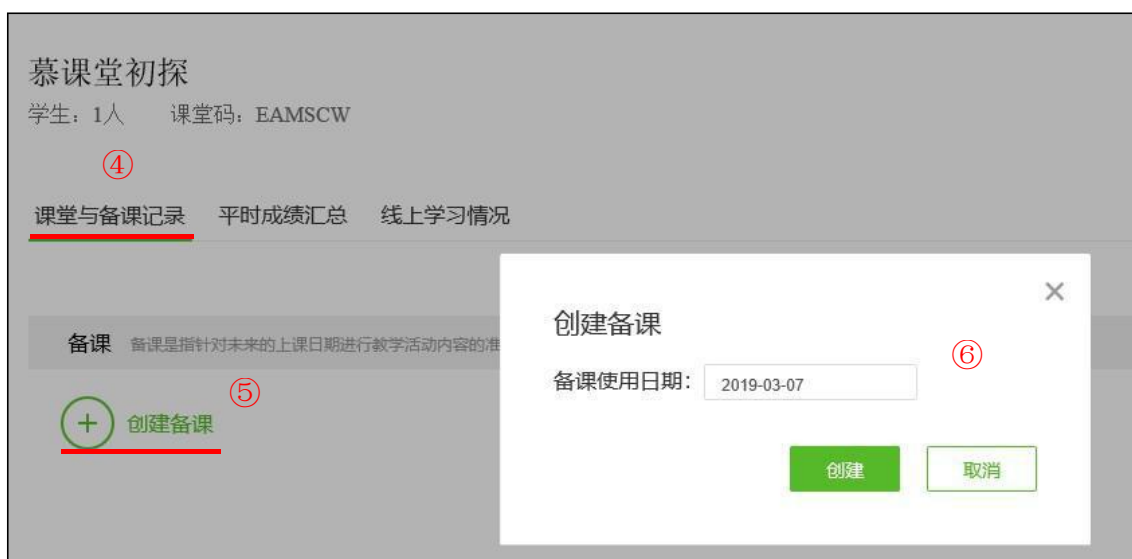 慕课堂初探
学生：1人 课堂码：EAMSCW
④
课堂与备课记录 平时成绩汇总 线上学习情况
备课 备课是指针对未来的上课日期进行教学活动内容的准
⑤
创建备课
创建备课
⑥
备课使用日期： 2019-03-07
创建 取消